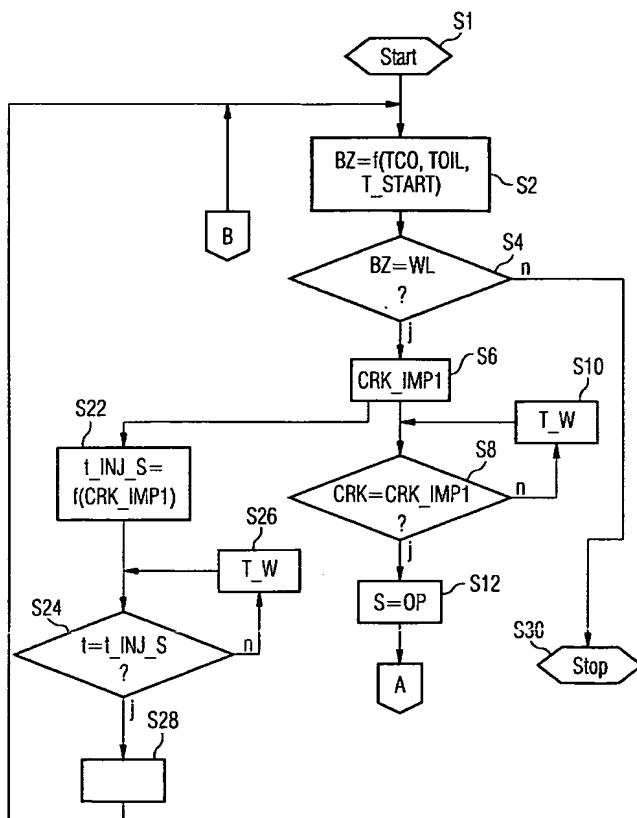 S1
Start
BZ=f(TCO, TOIL,
T_START)
S2
B
S4
BZ=WL
?
n
j
S6
CRK_IMP1
S10
T_W
S22
t_INJ_S=
f(CRK_IMP1)
S8
CRK=CRK_IMP1
?
n
j
S26
T_W
S12
S=OP
S24
t=t_INJ_S
?
n
j
S30
Stop
A
S28